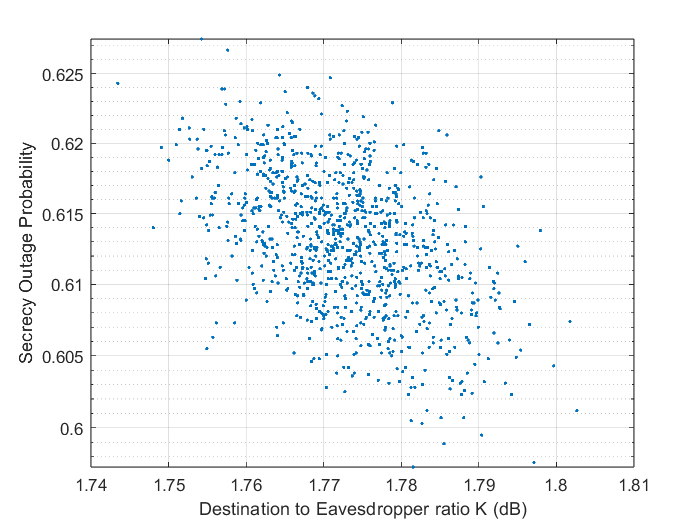 0.625
0.62
0.615
0.61
0.605
0.6
Secrecy Outage Probability
1.74 1.75 1.76 1.77 1.78 1.79 1.8 1.81
Destination to Eavesdropper ratio K (dB)